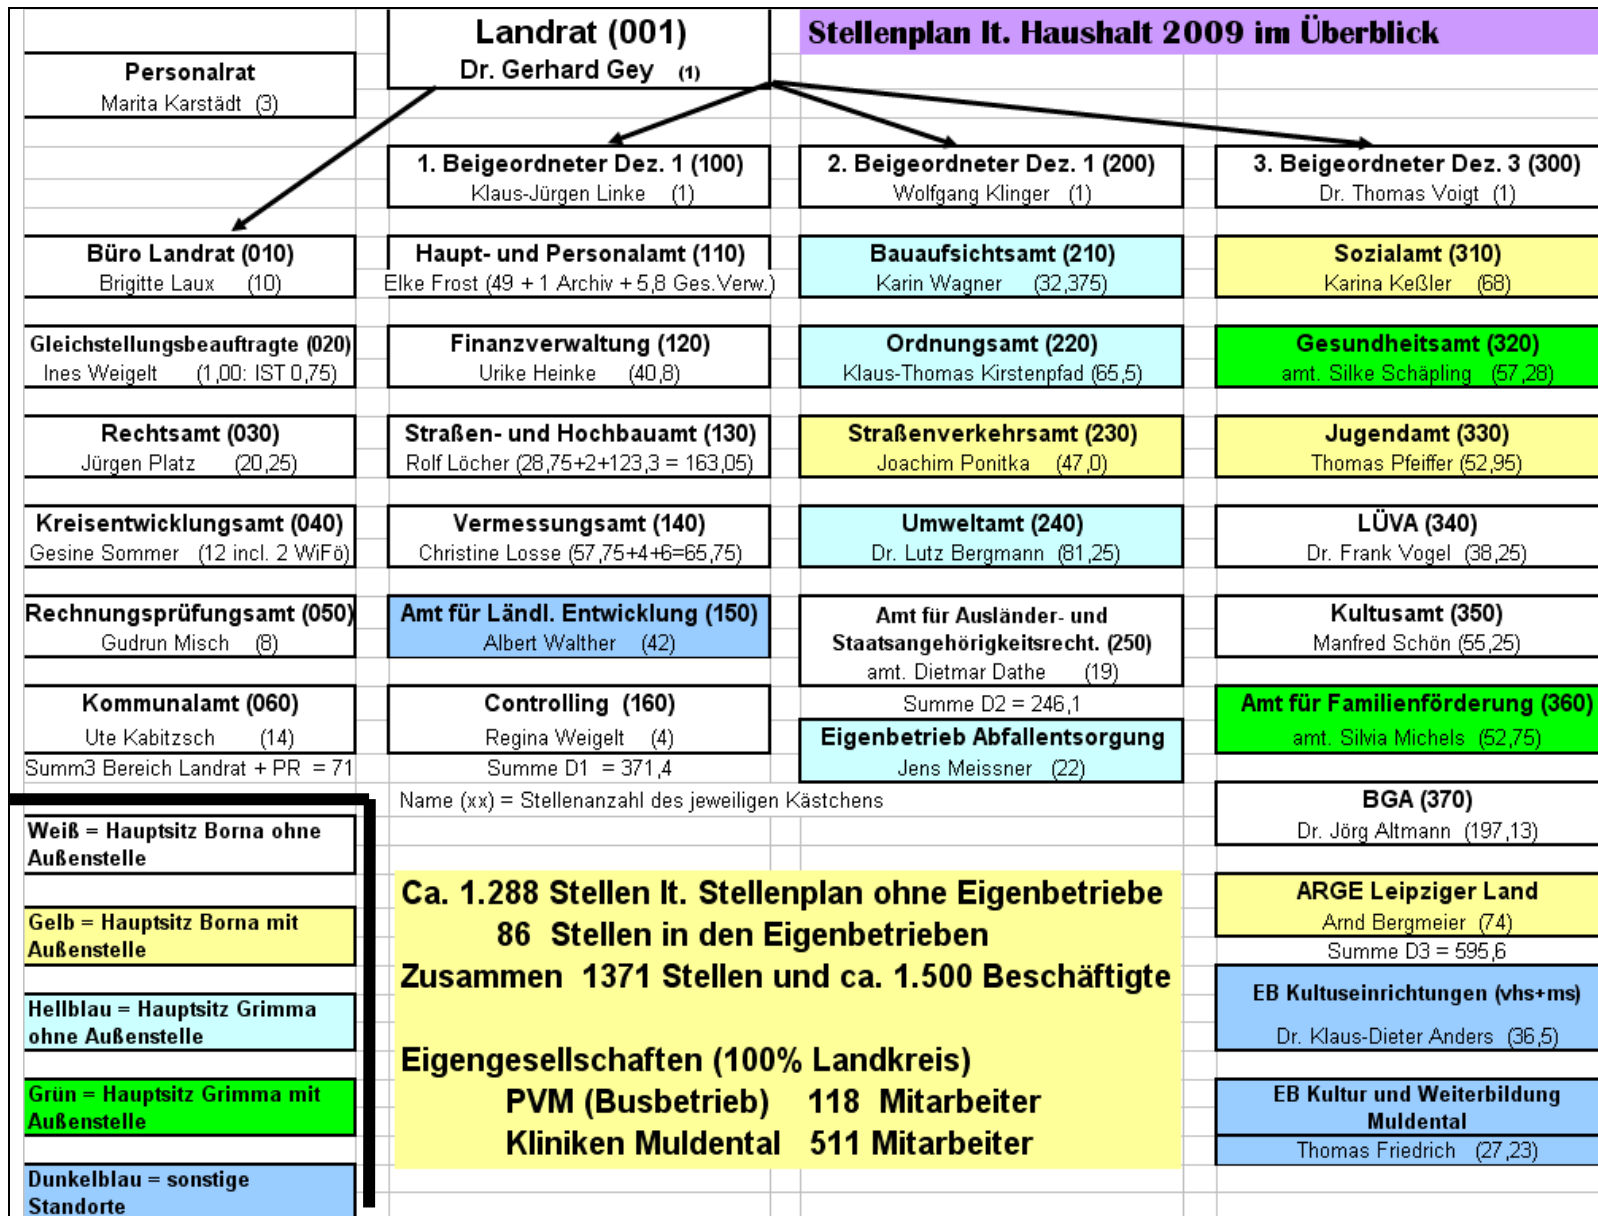 Landrat (001)
Dr. Gerhard Gey (1)
Stellenplan lt. Haushalt 2009 im Überblick
Personalrat
Marita Karstädt (3)
1. Beigeordneter Dez. 1 (100)
Klaus-Jürgen Linke (1)
2. Beigeordneter Dez. 1 (200)
Wolfgang Klinger (1)
3. Beigeordneter Dez. 3 (300)
Dr. Thomas Voigt (1)
Büro Landrat (010)
Brigitte Laux (10)
Haupt- und Personalamt (110)
Elke Frost (49 + 1 Archiv + 5,8 Ges.Verw.)
Bauaufsichtsamt (210)
Karin Wagner (32,375)
Sozialamt (310)
Karina Keßler (68)
Gleichstellungsbeauftragte (020)
Ines Weigelt (1,00: IST 0,75)
Finanzverwaltung (120)
Urike Heinke (40,8)
Ordnungsamt (220)
Klaus-Thomas Kirstenpfad (65,5)
Gesundheitsamt (320)
amt. Silke Schäpling (57,28)
Rechtsamt (030)
Jürgen Platz (20,25)
Straßen- und Hochbauamt (130)
Rolf Löcher (28,75+2+123,3 = 163,05)
Straßenverkehrsamt (230)
Joachim Ponitka (47,0)
Jugendamt (330)
Thomas Pfeiffer (52,95)
Kreisentwicklungsamt (040)
Gesine Sommer (12 incl. 2 WiFö)
Vermessungsamt (140)
Christine Losse (57,75+4+6=65,75)
Umweltamt (240)
Dr. Lutz Bergmann (81,25)
LÜVA (340)
Dr. Frank Vogel (38,25)
Rechnungsprüfungsamt (050)
Gudrun Misch (8)
Amt für Ländl. Entwicklung (150)
Albert Walther (42)
Amt für Ausländer- und
Staatsangehörigkeitsrecht. (250)
amt. Dietmar Dathe (19)
Kultusamt (350)
Manfred Schön (55,25)
Kommunalamt (060)
Ute Kabitzsch (14)
Summ3 Bereich Landrat + PR = 71
Controlling (160)
Regina Weigelt (4)
Summe D1 = 371,4
Summe D2 = 246,1
Eigenbetrieb Abfallentsorgung
Jens Meissner (22)
Amt für Familienförderung (360)
amt. Silvia Michels (52,75)
Name (xx) = Stellenanzahl des jeweiligen Kästchens
BGA (370)
Dr. Jörg Altmann (197,13)
ARGE Leipziger Land
Arnd Bergmeier (74)
Summe D3 = 595,6
EB Kultuseinrichtungen (vhs+ms)
Dr. Klaus-Dieter Anders (36,5)
EB Kultur und Weiterbildung
Muldental
Thomas Friedrich (27,23)
Weiß = Hauptsitz Borna ohne
Außenstelle
Gelb = Hauptsitz Borna mit
Außenstelle
Hellblau = Hauptsitz Grimma
ohne Außenstelle
Grün = Hauptsitz Grimma mit
Außenstelle
Dunkelblau = sonstige
Standorte
Ca. 1.288 Stellen lt. Stellenplan ohne Eigenbetriebe
86 Stellen in den Eigenbetrieben
Zusammen 1371 Stellen und ca. 1.500 Beschäftigte
Eigengesellschaften (100% Landkreis)
PVM (Busbetrieb) 118 Mitarbeiter
Kliniken Muldental 511 Mitarbeiter